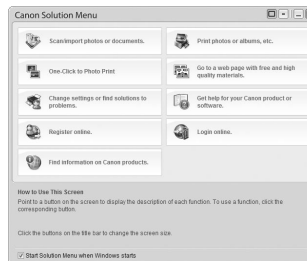 Canon Solution Menu
Scan/import photos or documents.
Print photos or albums, etc.
One-Click to Photo Print
Go to a web page with free and high
quality materials.
Change settings or find solutions to
problems.
Get help for your Canon product or
software.
Register online.
Login online.
Find information on Canon products.
How to Use This Screen
Point to a button on the screen to display the description of each function. To use a function, click the
corresponding button.
Click the buttons on the title bar to change the screen size.
Start Solution Menu when Windows starts